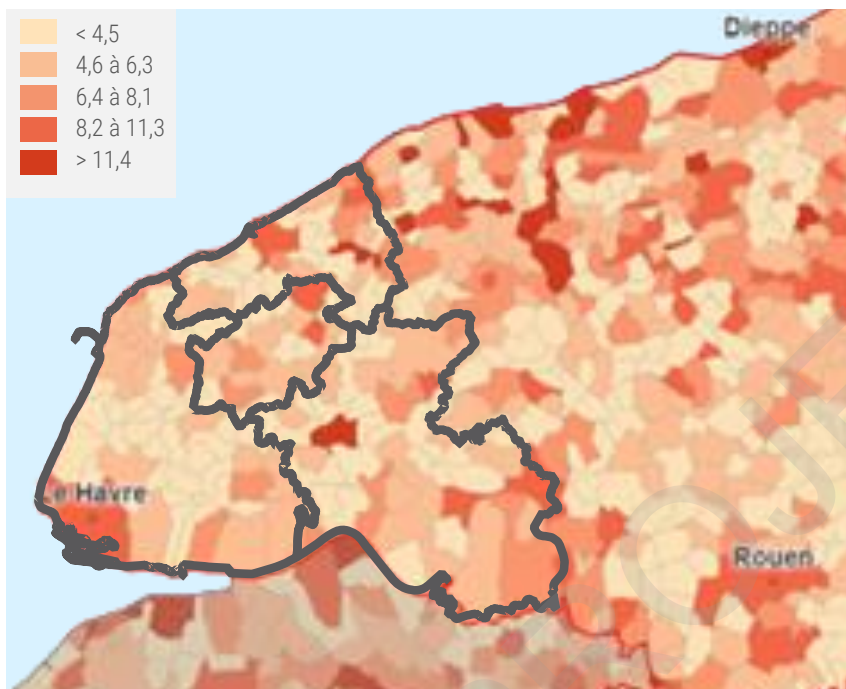 < 4,5
4,6 à 6,3
6,4 à 8,1
8,2 à 11,3
> 11,4
Dieppe
Le Havre
Rouen